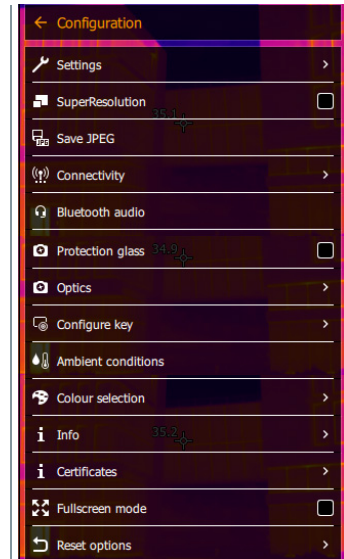 Configuration
Settings
SuperResolution
35.1
Save JPEG
Connectivity
Bluetooth audio
Protection glass 34.9
Optics
Configure key
Ambient conditions
Colour selection
Info 35.2
Certificates
Fullscreen mode
Reset options